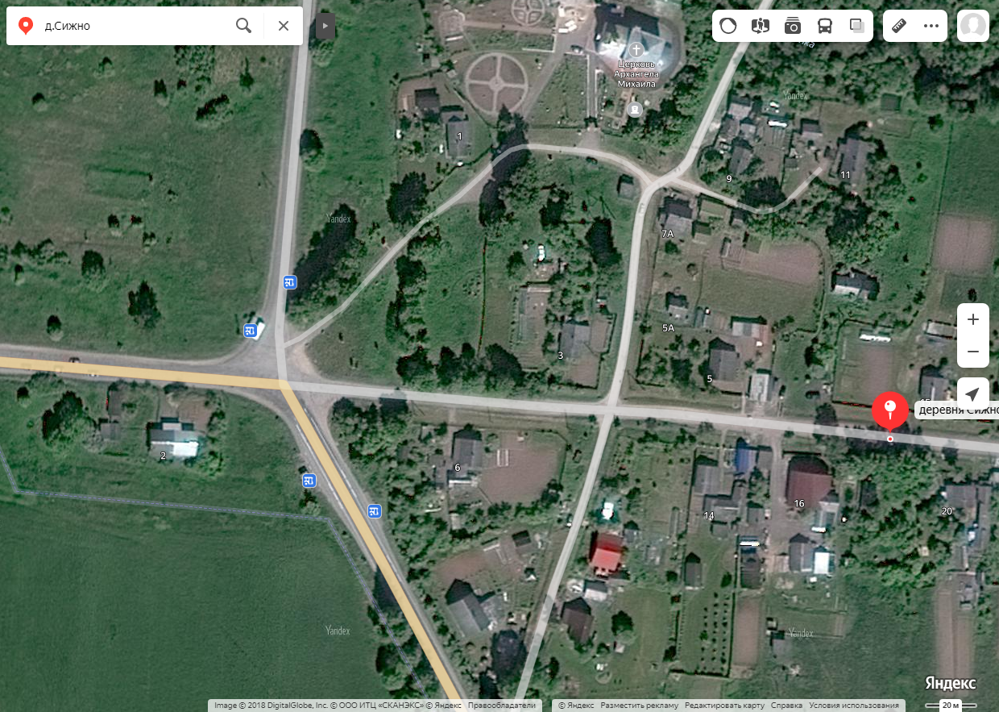 д.Сижно
Церковь
Архангела
Михаила
Yandex
1
9
11
Yandex
7А
5А
3
5
деревня Сижно
2
6
14
16
20
Yandex
Yandex
Яндекс
Image © 2018 DigitalGlobe, Inc. © ООО ИТЦ «СКАНЭКС» © Яндекс Правообладатели
© Яндекс Разместить рекламу Редактировать карту Справка Условия использования
20 м